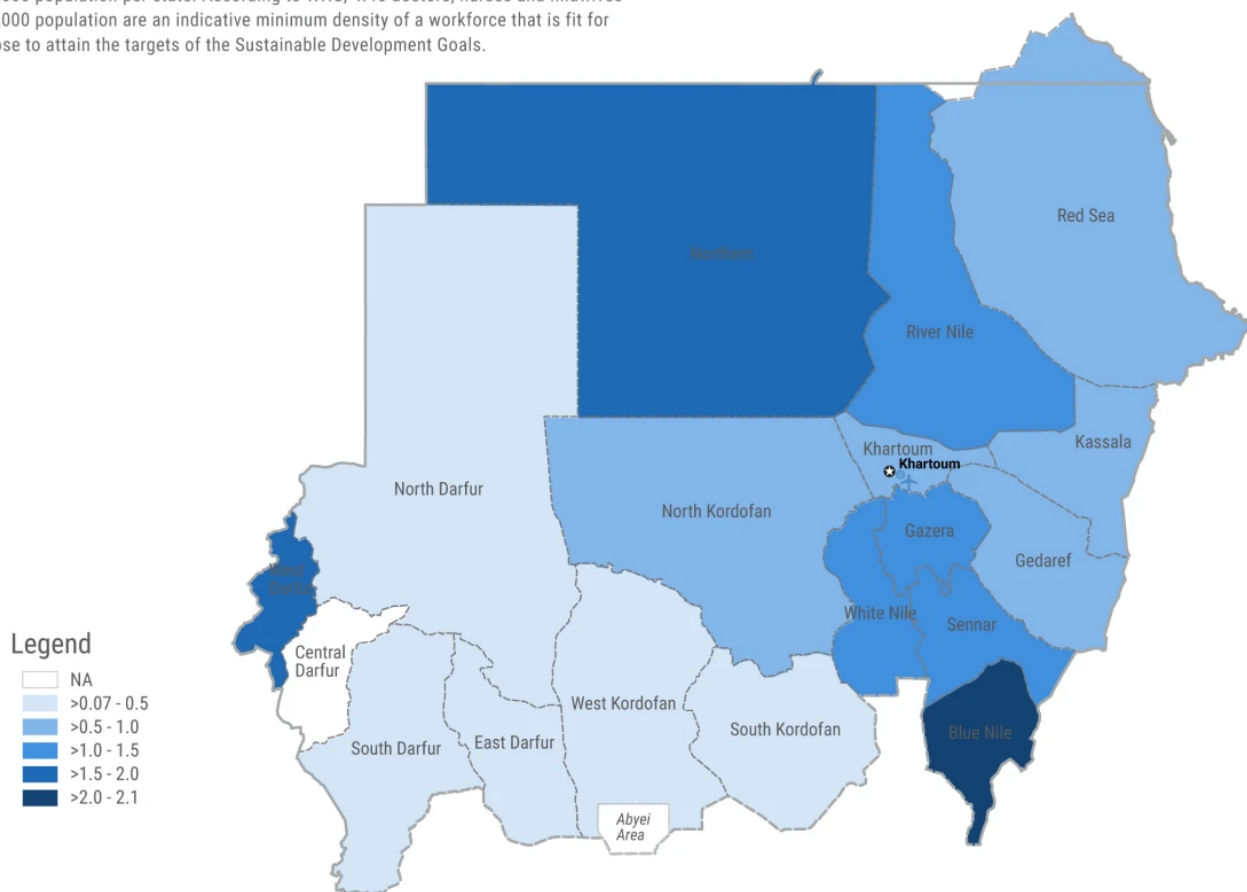 000 population are an indicative minimum density of a workforce that is fit for
ose to attain the targets of the Sustainable Development Goals.
Red Sea
Northern
River Nile
Kassala
Khartoum
Khartoum
North Darfur
North Kordofan
Gazera
Gedaref
West
Darfur
White Nile
Sennar
Central
Darfur
West Kordofan
South Kordofan
Blue Nile
South Darfur
East Darfur
Abyei
Area
Legend
NA
>0.07 - 0.5
>0.5 - 1.0
>1.0 - 1.5
>1.5 - 2.0
>2.0 - 2.1